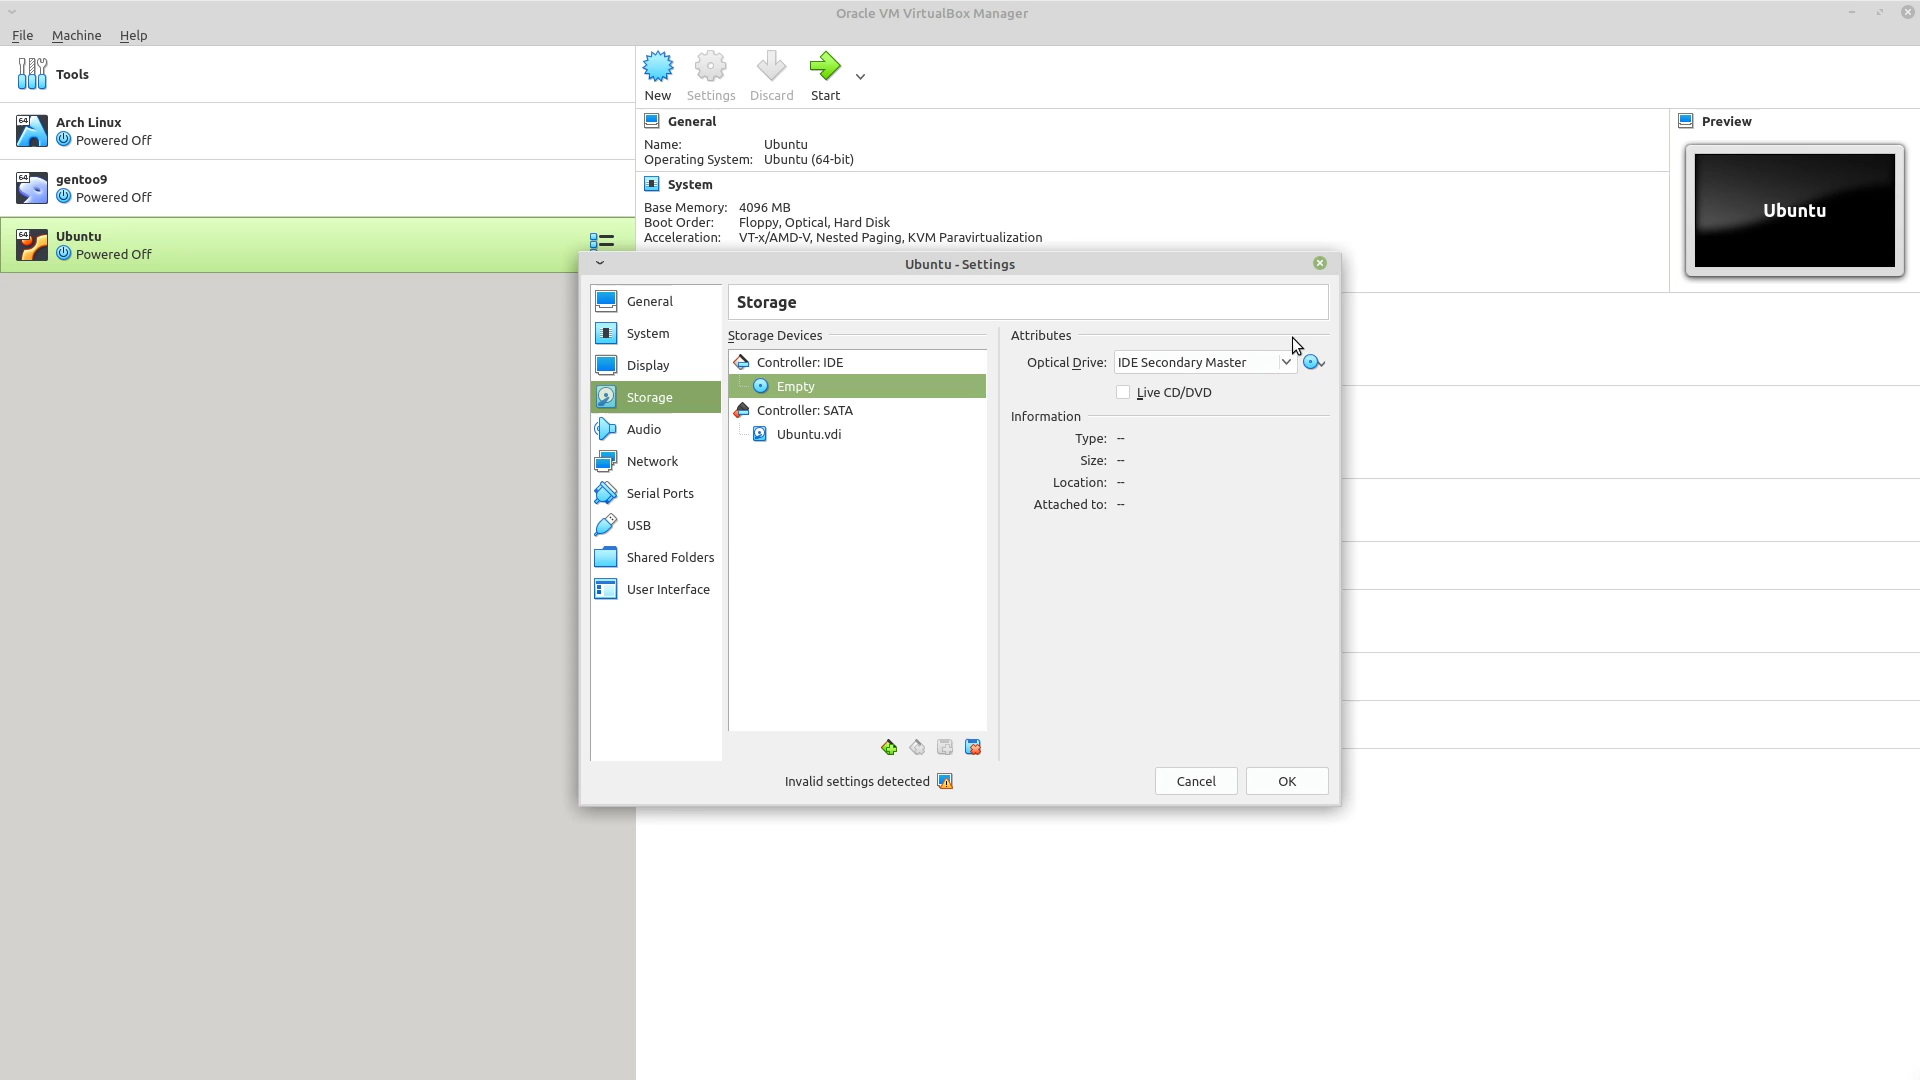 Oracle VM VirtualBox Manager
File Machine Help
Tools
64
Arch Linux
Powered Off
64
gentoo9
Powered Off
64
Ubuntu
Powered Off
New Settings Discard Start
General
Name: Ubuntu
Operating System: Ubuntu (64-bit)
System
Base Memory: 4096 MB
Boot Order: Floppy, Optical, Hard Disk
Acceleration: VT-x/AMD-V, Nested Paging, KVM Paravirtualization
Preview
Ubuntu
Ubuntu - Settings
General
System
Display
Storage
Audio
Network
Serial Ports
USB
Shared Folders
User Interface
Storage
Storage Devices
Controller: IDE
Empty
Controller: SATA
Ubuntu.vdi
Attributes
Optical Drive: IDE Secondary Master
Live CD/DVD
Information
Type: --
Size: --
Location: --
Attached to: --
Invalid settings detected
Cancel OK